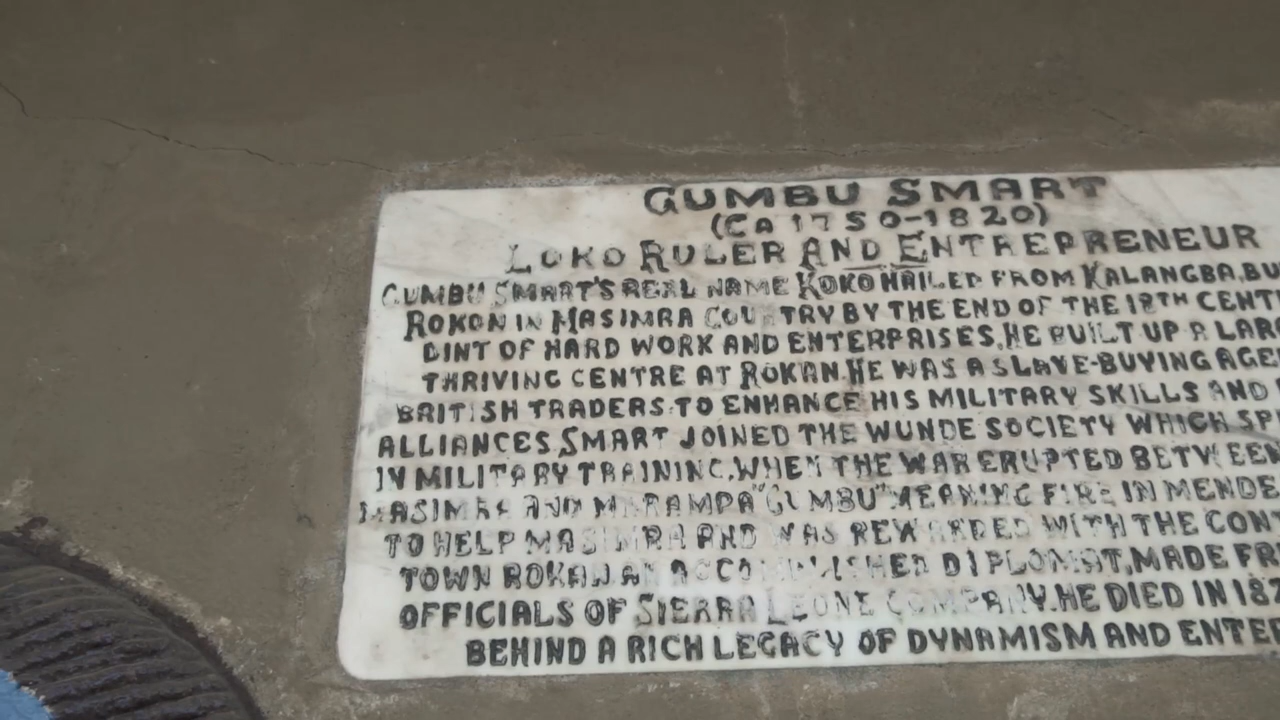 GUMBU SMART
(CA 1750-1820)
LOKO RULER AND ENTREPRENEUR
GUMBU SMART'S REAL NAME KOKO HAILED FROM KALANGBA,BU
ROKON IN MASIMRA COUNTRY BY THE END OF THE 18TH CENT
DINT OF HARD WORK AND ENTERPRISES,HE BUILT UP A LAR
THRIVING CENTRE AT ROKAN.HE WAS A SLAVE-BUYING AGE
BRITISH TRADERS.TO ENHANCE HIS MILITARY SKILLS AND
ALLIANCES,SMART JOINED THE WUNDE SOCIETY WHICH SP
IN MILITARY TRAINING.WHEN THE WAR ERUPTED BETWEEN
MASIMRA AND MARAMPA"GUMBU"MEANING FIRE IN MENDE
TO HELP MASIMRA AND WAS REWARDED WITH THE CON
TOWN ROKAN.AN ACCOMPLISHED DIPLOMAT,MADE FR
OFFICIALS OF SIERRA LEONE COMPANY.HE DIED IN 182
BEHIND A RICH LEGACY OF DYNAMISM AND ENTER